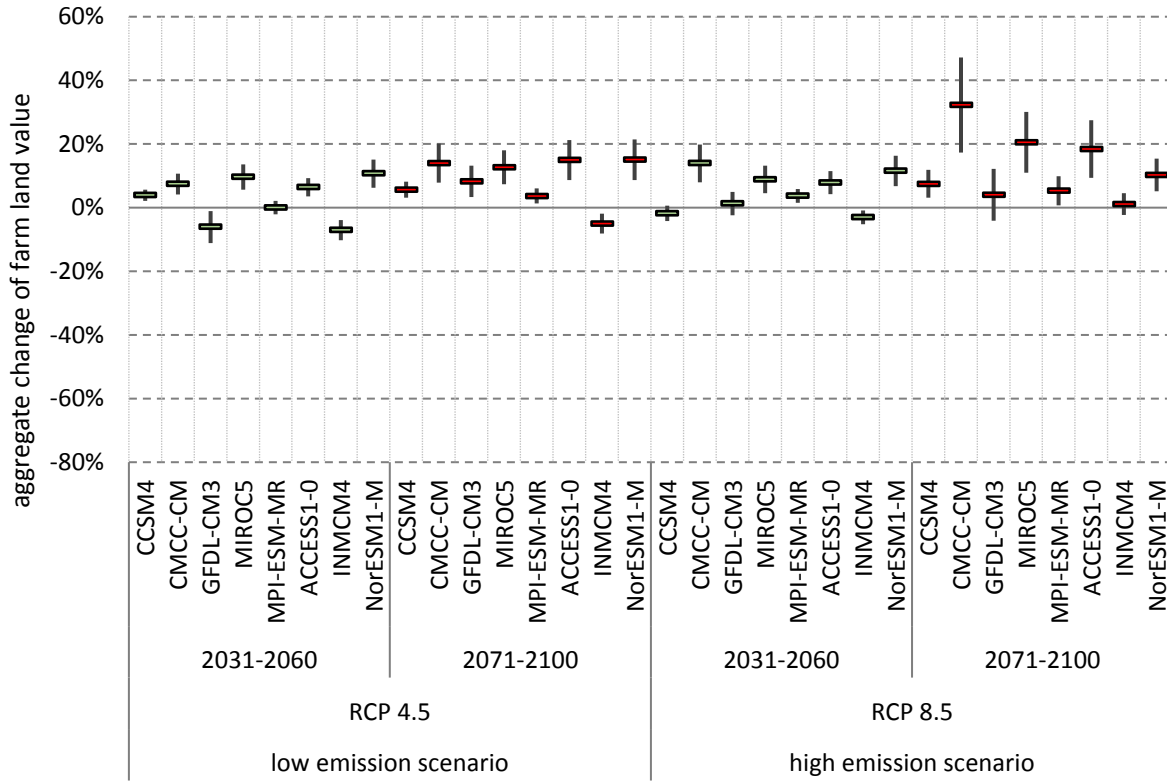 aggregate change of farm land value
60%
40%
20%
0%
-20%
-40%
-60%
-80%
CCSM4
CMCC-CM
GFDL-CM3
MIROC5
MPI-ESM-MR
ACCESS1-0
INMCM4
NorESM1-M
CCSM4
CMCC-CM
GFDL-CM3
MIROC5
MPI-ESM-MR
ACCESS1-0
INMCM4
NorESM1-M
CCSM4
CMCC-CM
GFDL-CM3
MIROC5
MPI-ESM-MR
ACCESS1-0
INMCM4
NorESM1-M
CCSM4
CMCC-CM
GFDL-CM3
MIROC5
MPI-ESM-MR
ACCESS1-0
INMCM4
NorESM1-M
2031-2060
2071-2100
2031-2060
2071-2100
RCP 4.5
RCP 8.5
low emission scenario
high emission scenario